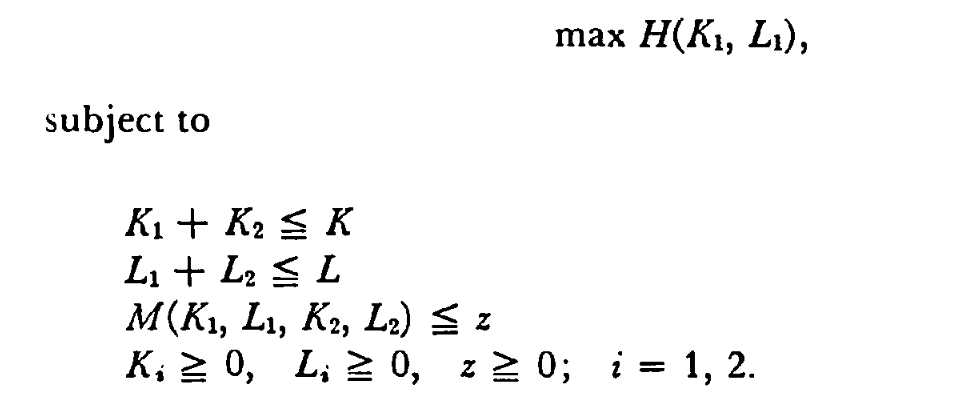 max H(K₁, L₁),
subject to
K₁ + K₂ ≦ K
L₁ + L₂ ≦ L
M(K₁, L₁, K₂, L₂) ≦ z
Kᵢ ≧ 0, Lᵢ ≧ 0, z ≧ 0; i = 1, 2.